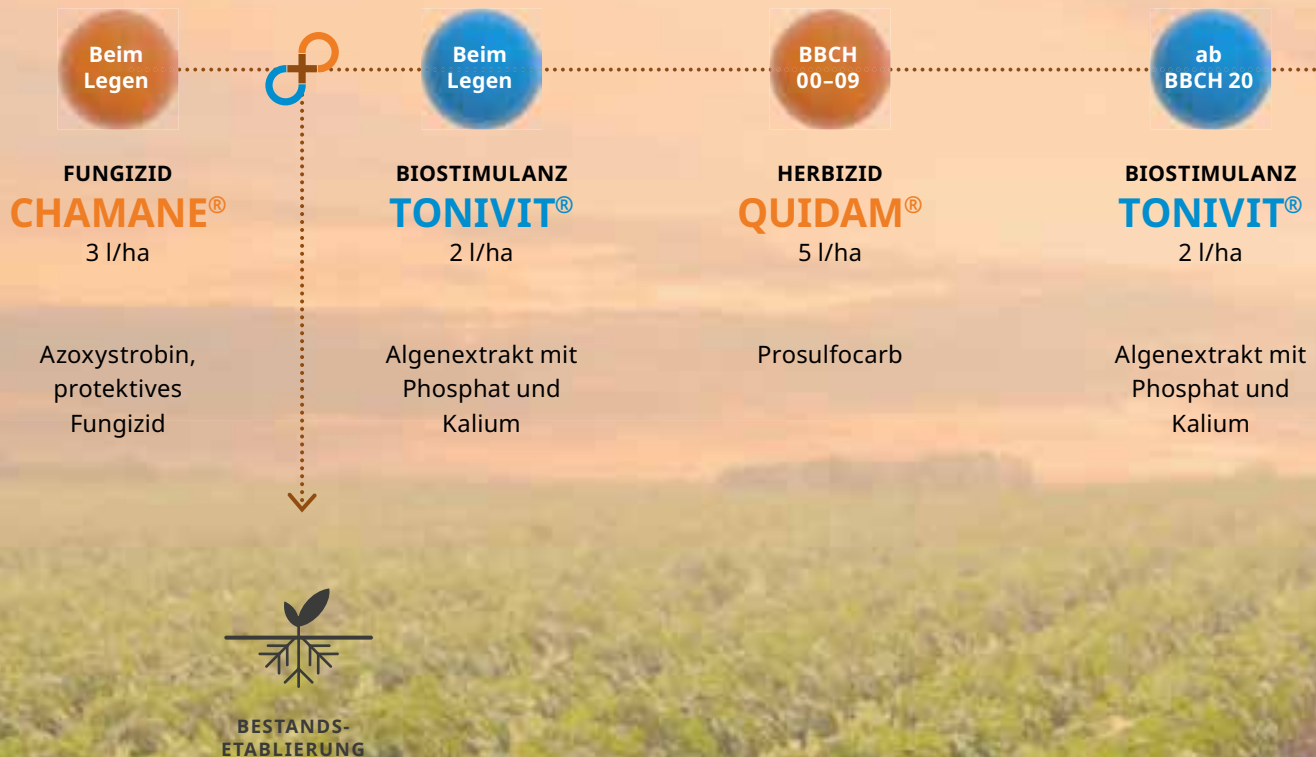 Beim
Legen
FUNGIZID
CHAMANE®
3 l/ha
Azoxystrobin,
protektives
Fungizid
Beim
Legen
BIOSTIMULANZ
TONIVIT®
2 l/ha
Algenextrakt mit
Phosphat und
Kalium
BBCH
00–09
HERBIZID
QUIDAM®
5 l/ha
Prosulfocarb
ab
BBCH 20
BIOSTIMULANZ
TONIVIT®
2 l/ha
Algenextrakt mit
Phosphat und
Kalium
BESTANDS-
ETABLIERUNG